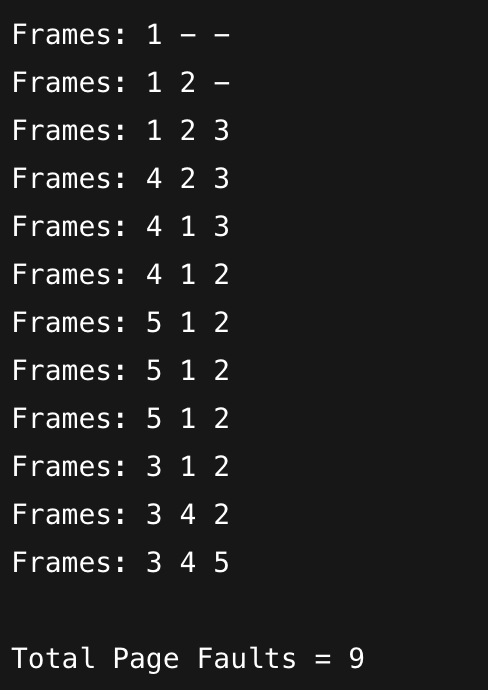 Frames: 1 – –
Frames: 1 2 –
Frames: 1 2 3
Frames: 4 2 3
Frames: 4 1 3
Frames: 4 1 2
Frames: 5 1 2
Frames: 5 1 2
Frames: 5 1 2
Frames: 3 1 2
Frames: 3 4 2
Frames: 3 4 5
Total Page Faults = 9